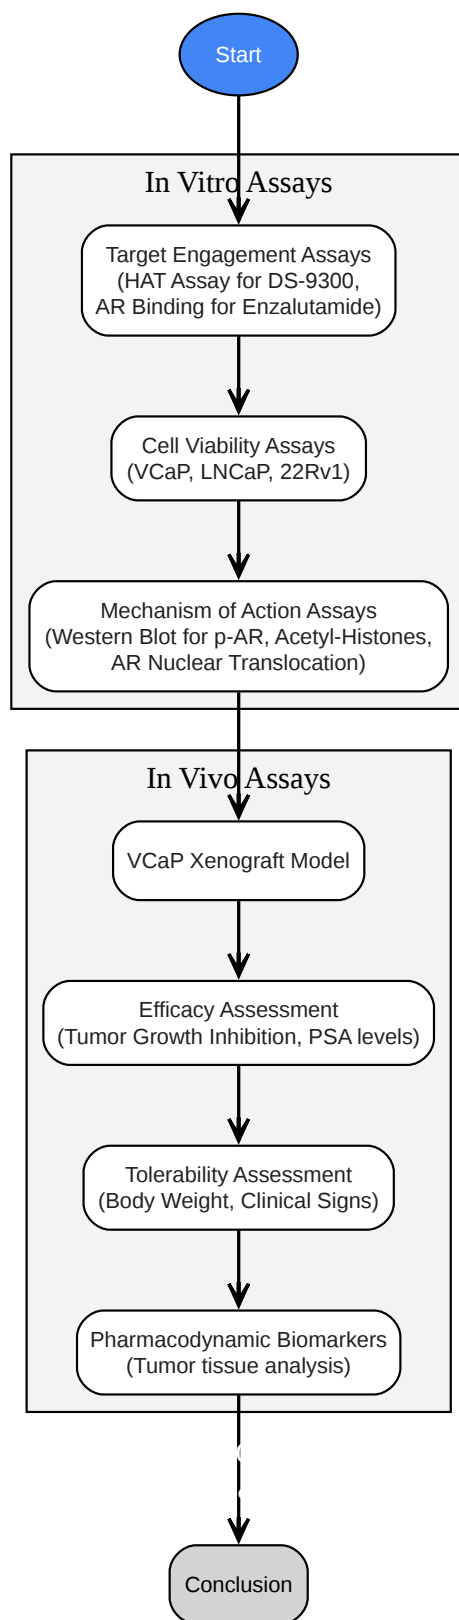 Start
In Vitro Assays
Target Engagement Assays
(HAT Assay for DS-9300,
AR Binding for Enzalutamide)
Cell Viability Assays
(VCaP, LNCaP, 22Rv1)
Mechanism of Action Assays
(Western Blot for p-AR, Acetyl-Histones,
AR Nuclear Translocation)
In Vivo Assays
VCaP Xenograft Model
Efficacy Assessment
(Tumor Growth Inhibition, PSA levels)
Tolerability Assessment
(Body Weight, Clinical Signs)
Pharmacodynamic Biomarkers
(Tumor tissue analysis)
Conclusion